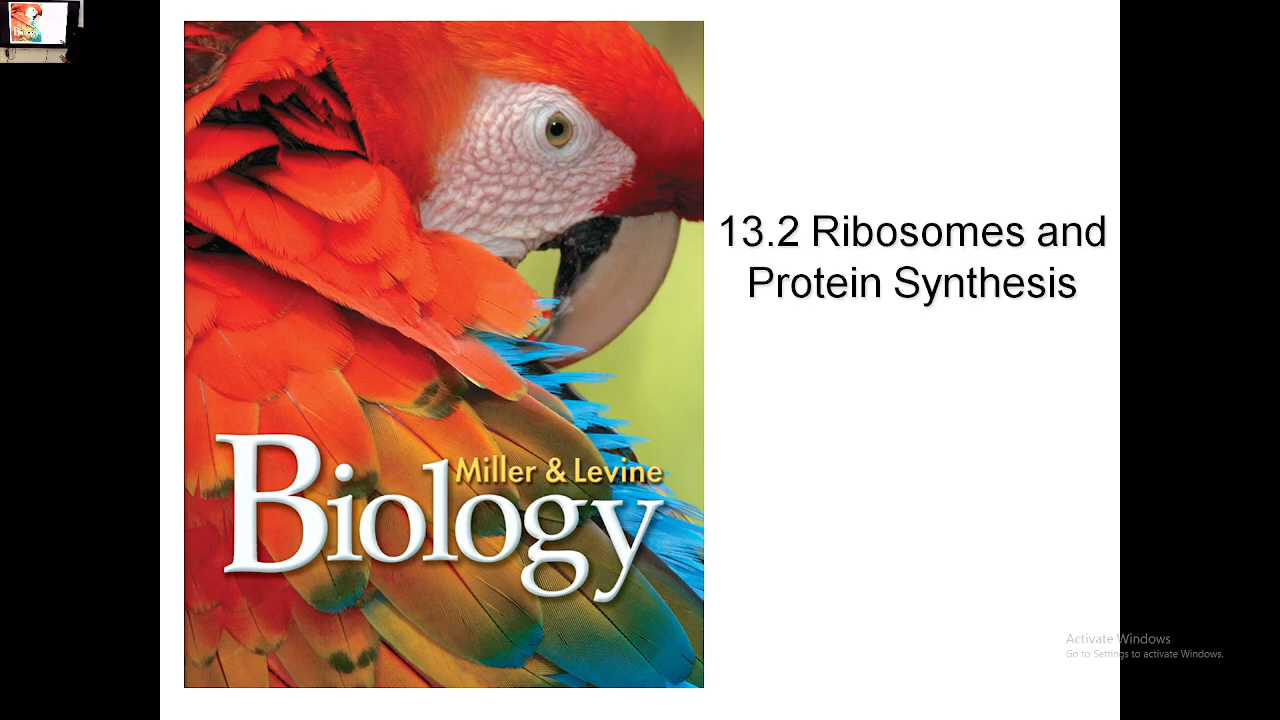 13.2 Ribosomes and
Protein Synthesis
Miller & Levine
Biology
Activate Windows
Go to Settings to activate Windows.